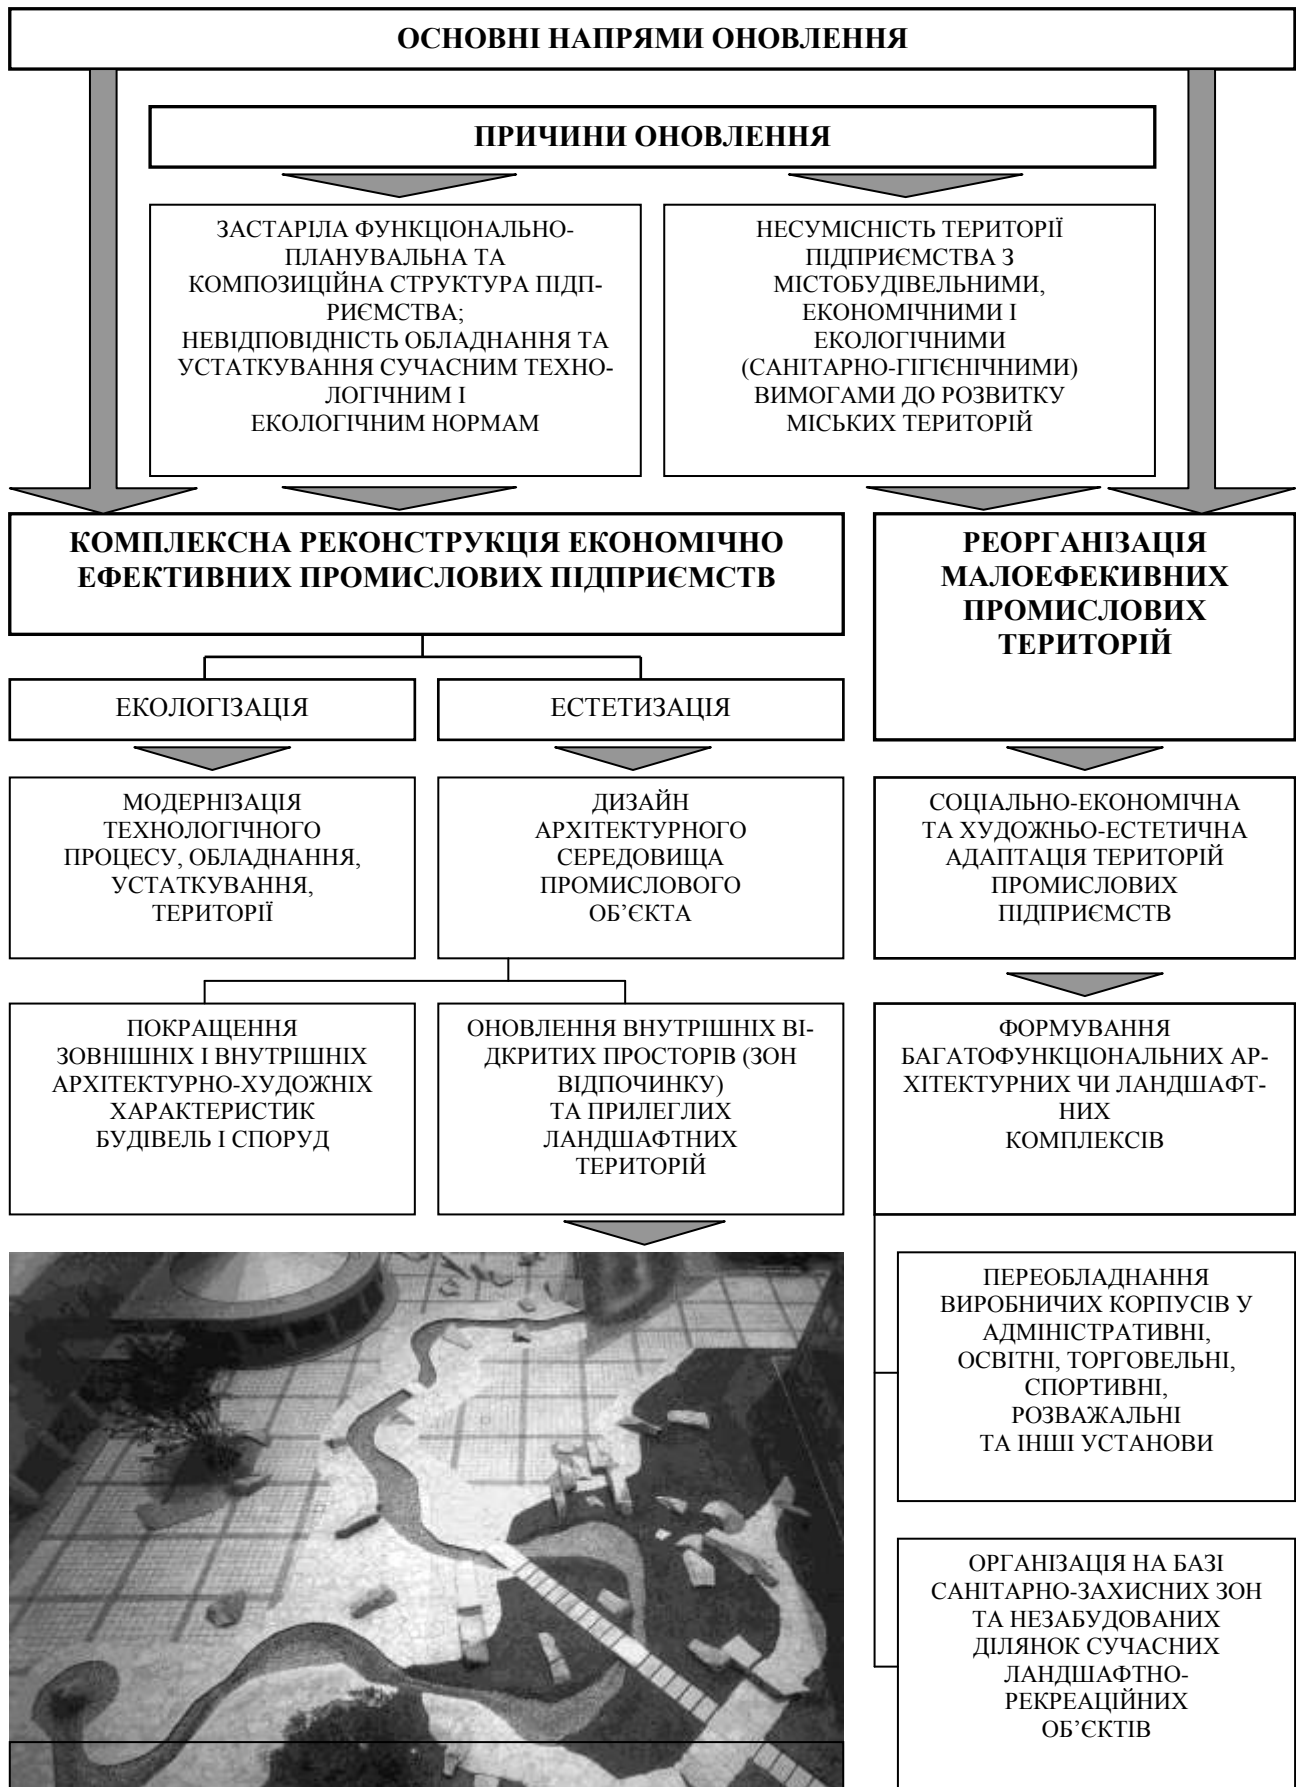 ОСНОВНІ НАПРЯМИ ОНОВЛЕННЯ
ПРИЧИНИ ОНОВЛЕННЯ
ЗАСТАРІЛА ФУНКЦІОНАЛЬНО-
ПЛАНУВАЛЬНА ТА
КОМПОЗИЦІЙНА СТРУКТУРА ПІДП-
РИЄМСТВА;
НЕВІДПОВІДНІСТЬ ОБЛАДНАННЯ ТА
УСТАТКУВАННЯ СУЧАСНИМ ТЕХНО-
ЛОГІЧНИМ І
ЕКОЛОГІЧНИМ НОРМАМ
НЕСУМІСНІСТЬ ТЕРИТОРІЇ
ПІДПРИЄМСТВА З
МІСТОБУДІВЕЛЬНИМИ,
ЕКОНОМІЧНИМИ І
ЕКОЛОГІЧНИМИ
(САНІТАРНО-ГІГІЄНІЧНИМИ)
ВИМОГАМИ ДО РОЗВИТКУ
МІСЬКИХ ТЕРИТОРІЙ
КОМПЛЕКСНА РЕКОНСТРУКЦІЯ ЕКОНОМІЧНО
ЕФЕКТИВНИХ ПРОМИСЛОВИХ ПІДПРИЄМСТВ
РЕОРГАНІЗАЦІЯ
МАЛОЕФЕКИВНИХ
ПРОМИСЛОВИХ
ТЕРИТОРІЙ
ЕКОЛОГІЗАЦІЯ
ЕСТЕТИЗАЦІЯ
МОДЕРНІЗАЦІЯ
ТЕХНОЛОГІЧНОГО
ПРОЦЕСУ, ОБЛАДНАННЯ,
УСТАТКУВАННЯ,
ТЕРИТОРІЇ
ДИЗАЙН
АРХІТЕКТУРНОГО
СЕРЕДОВИЩА
ПРОМИСЛОВОГО
ОБ’ЄКТА
СОЦІАЛЬНО-ЕКОНОМІЧНА
ТА ХУДОЖНЬО-ЕСТЕТИЧНА
АДАПТАЦІЯ ТЕРИТОРІЙ
ПРОМИСЛОВИХ
ПІДПРИЄМСТВ
ПОКРАЩЕННЯ
ЗОВНІШНІХ І ВНУТРІШНІХ
АРХІТЕКТУРНО-ХУДОЖНІХ
ХАРАКТЕРИСТИК
БУДІВЕЛЬ І СПОРУД
ОНОВЛЕННЯ ВНУТРІШНІХ ВІ-
ДКРИТИХ ПРОСТОРІВ (ЗОН
ВІДПОЧИНКУ)
ТА ПРИЛЕГЛИХ
ЛАНДШАФТНИХ
ТЕРИТОРІЙ
ФОРМУВАННЯ
БАГАТОФУНКЦІОНАЛЬНИХ АР-
ХІТЕКТУРНИХ ЧИ ЛАНДШАФТ-
НИХ
КОМПЛЕКСІВ
ПЕРЕОБЛАДНАННЯ
ВИРОБНИЧИХ КОРПУСІВ У
АДМІНІСТРАТИВНІ,
ОСВІТНІ, ТОРГОВЕЛЬНІ,
СПОРТИВНІ,
РОЗВАЖАЛЬНІ
ТА ІНШІ УСТАНОВИ
ОРГАНІЗАЦІЯ НА БАЗІ
САНІТАРНО-ЗАХИСНИХ ЗОН
ТА НЕЗАБУДОВАНИХ
ДІЛЯНОК СУЧАСНИХ
ЛАНДШАФТНО-
РЕКРЕАЦІЙНИХ
ОБ’ЄКТІВ